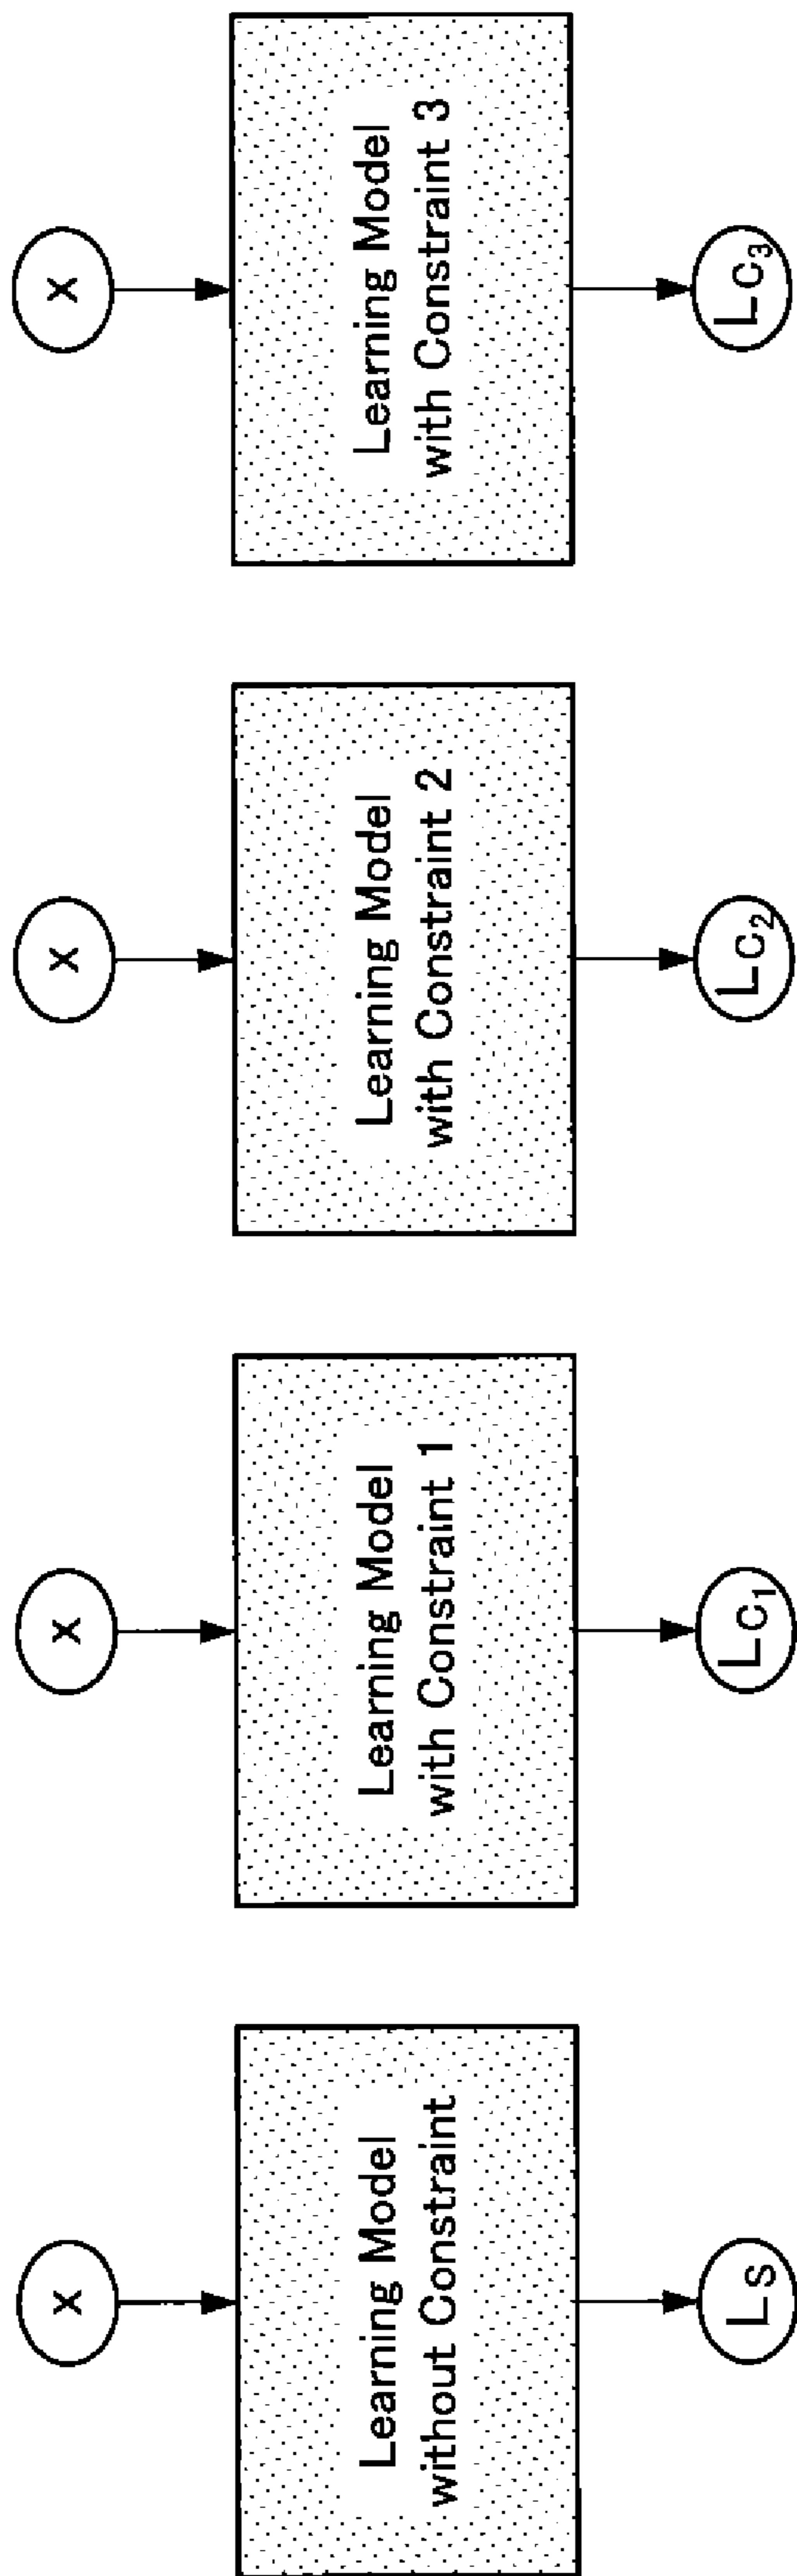 X
Learning Model
without Constraint
LS
X
Learning Model
with Constraint 1
LC1
X
Learning Model
with Constraint 2
LC2
X
Learning Model
with Constraint 3
LC3